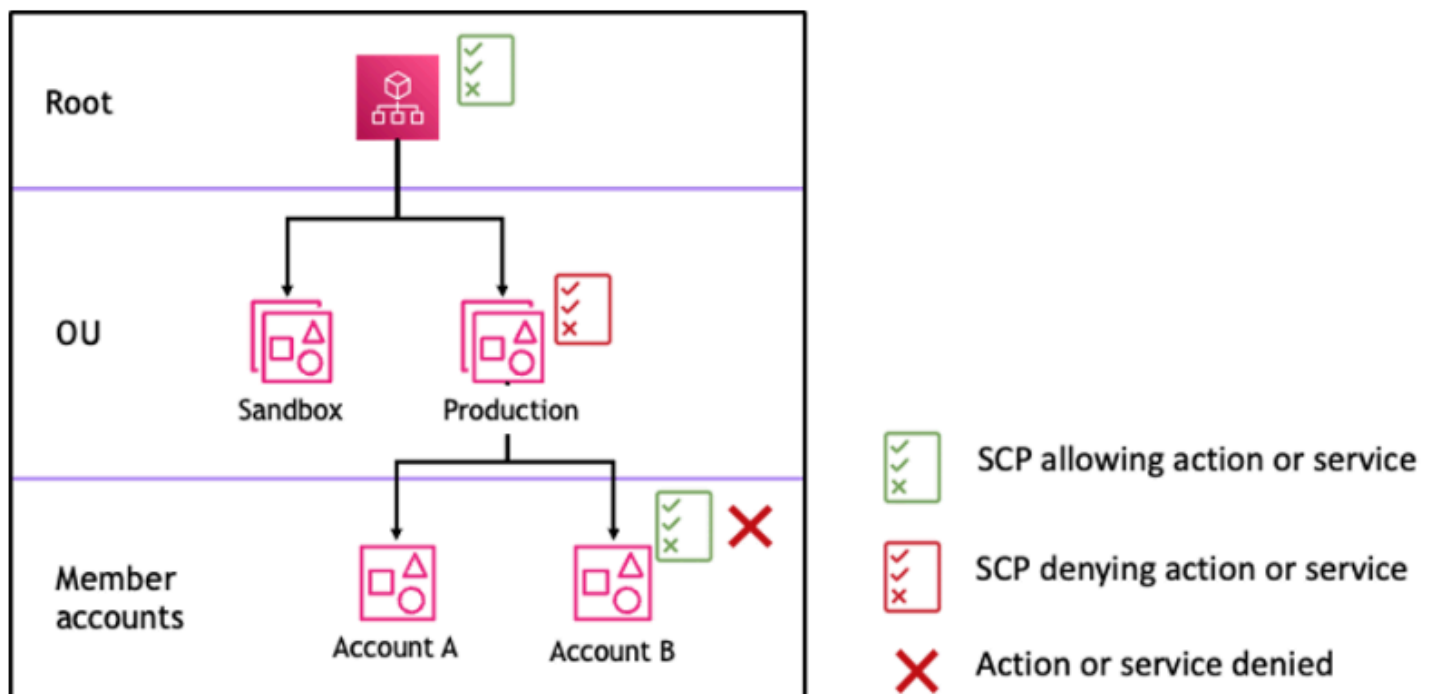 Root
OU
Sandbox
Production
Member
accounts
Account A
Account B
SCP allowing action or service
SCP denying action or service
Action or service denied